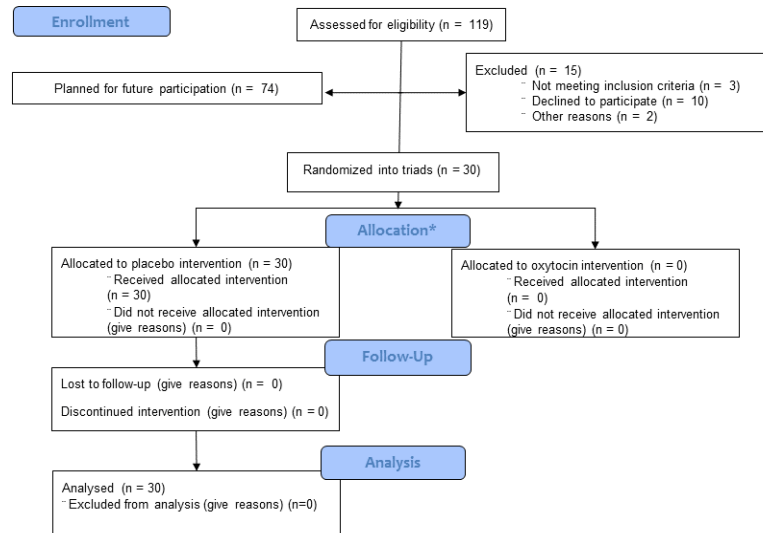 Enrollment
Assessed for eligibility (n = 119)
Planned for future participation (n = 74)
Excluded (n = 15)
¨ Not meeting inclusion criteria (n = 3)
¨ Declined to participate (n = 10)
¨ Other reasons (n = 2)
Randomized into triads (n = 30)
Allocation*
Allocated to placebo intervention (n = 30)
¨ Received allocated intervention
(n = 30)
¨ Did not receive allocated intervention
(give reasons) (n = 0)
Allocated to oxytocin intervention (n = 0)
¨ Received allocated intervention
(n = 0)
¨ Did not receive allocated intervention
(give reasons) (n = 0)
Follow-Up
Lost to follow-up (give reasons) (n = 0)
Discontinued intervention (give reasons) (n = 0)
Analysis
Analysed (n = 30)
¨ Excluded from analysis (give reasons) (n=0)